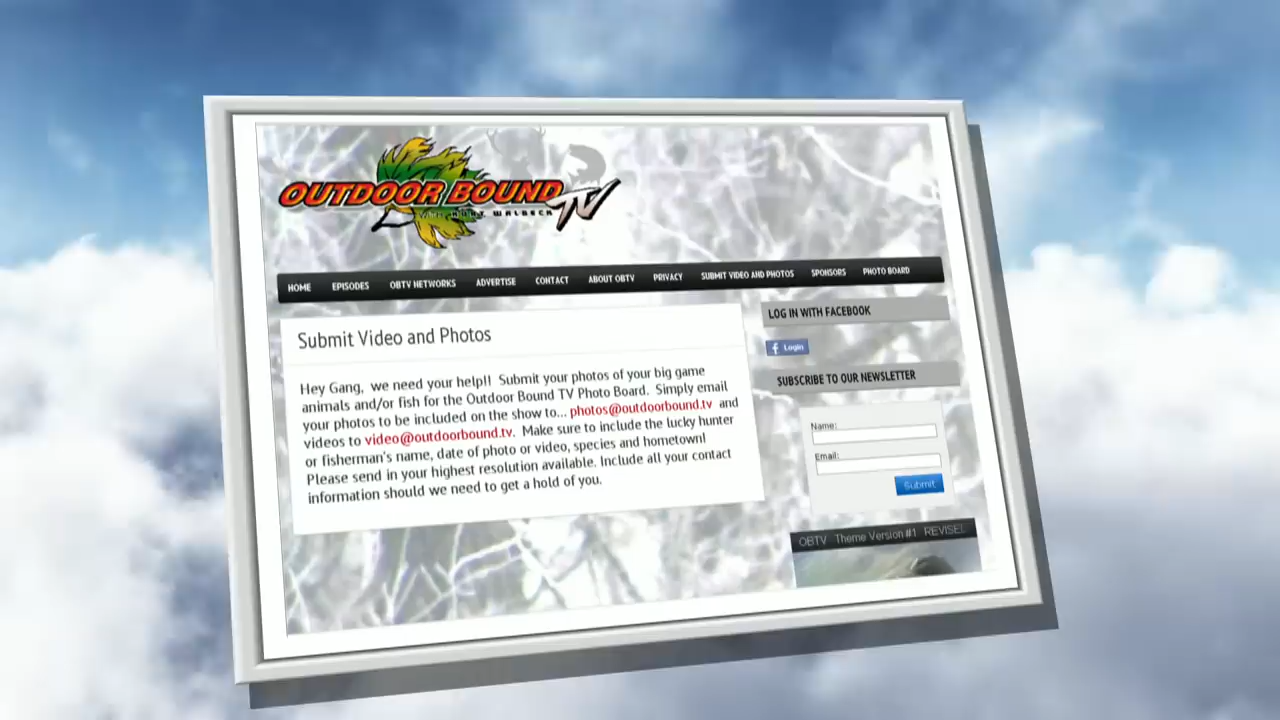 OUTDOOR BOUND TV
With KURT WALBECK
HOME EPISODES OBTV NETWORKS ADVERTISE CONTACT ABOUT OBTV PRIVACY SUBMIT VIDEO AND PHOTOS SPONSORS PHOTO BOARD
Submit Video and Photos
Hey Gang, we need your help!! Submit your photos of your big game
animals and/or fish for the Outdoor Bound TV Photo Board. Simply email
your photos to be included on the show to... photos@outdoorbound.tv and
videos to video@outdoorbound.tv. Make sure to include the lucky hunter
or fisherman's name, date of photo or video, species and hometown!
Please send in your highest resolution available. Include all your contact
information should we need to get a hold of you.
LOG IN WITH FACEBOOK
f Login
SUBSCRIBE TO OUR NEWSLETTER
Name:
Email:
Submit
OBTV Theme Version #1 REVISED